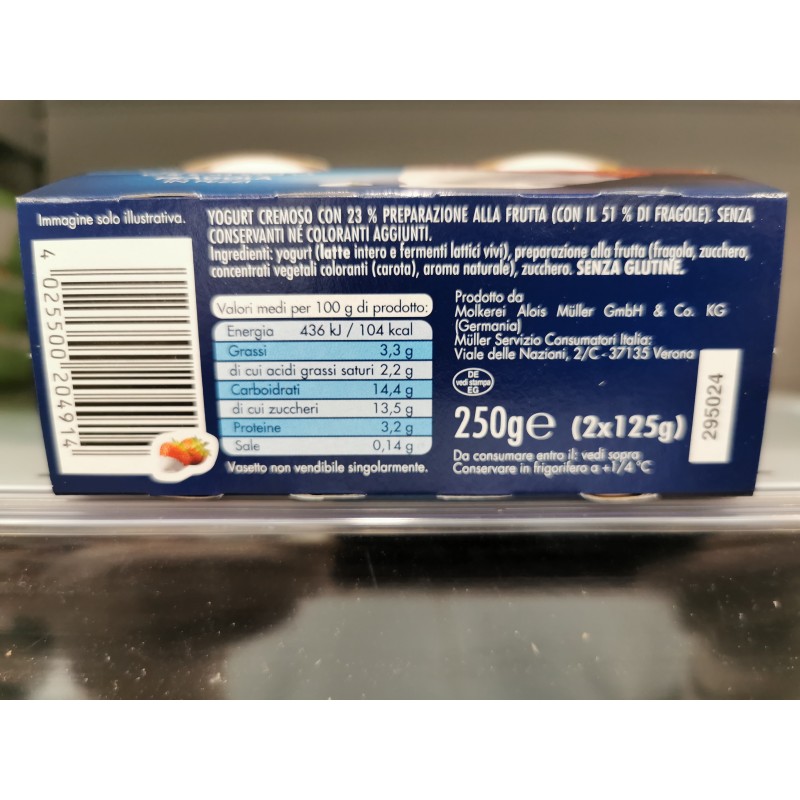 Immagine solo illustrativa.
4 025500 204914
YOGURT CREMOSO CON 23 % PREPARAZIONE ALLA FRUTTA (CON IL 51 % DI FRAGOLE). SENZA
CONSERVANTI NÉ COLORANTI AGGIUNTI.
Ingredienti: yogurt (latte intero e fermenti lattici vivi), preparazione alla frutta (fragola, zucchero,
concentrati vegetali coloranti (carota), aroma naturale), zucchero. SENZA GLUTINE.
Valori medi per 100 g di prodotto:
Energia 436 kJ / 104 kcal
Grassi 3,3 g
di cui acidi grassi saturi 2,2 g
Carboidrati 14,4 g
di cui zuccheri 13,5 g
Proteine 3,2 g
Sale 0,14 g
Vasetto non vendibile singolarmente.
Prodotto da
Molkerei Alois Müller GmbH & Co. KG
(Germania)
Müller Servizio Consumatori Italia:
Viale delle Nazioni, 2/C - 37135 Verona
DE
vedi stampa
EG
250g e (2x125g)
Da consumare entro il: vedi sopra
Conservare in frigorifero a +1/4 °C
295024